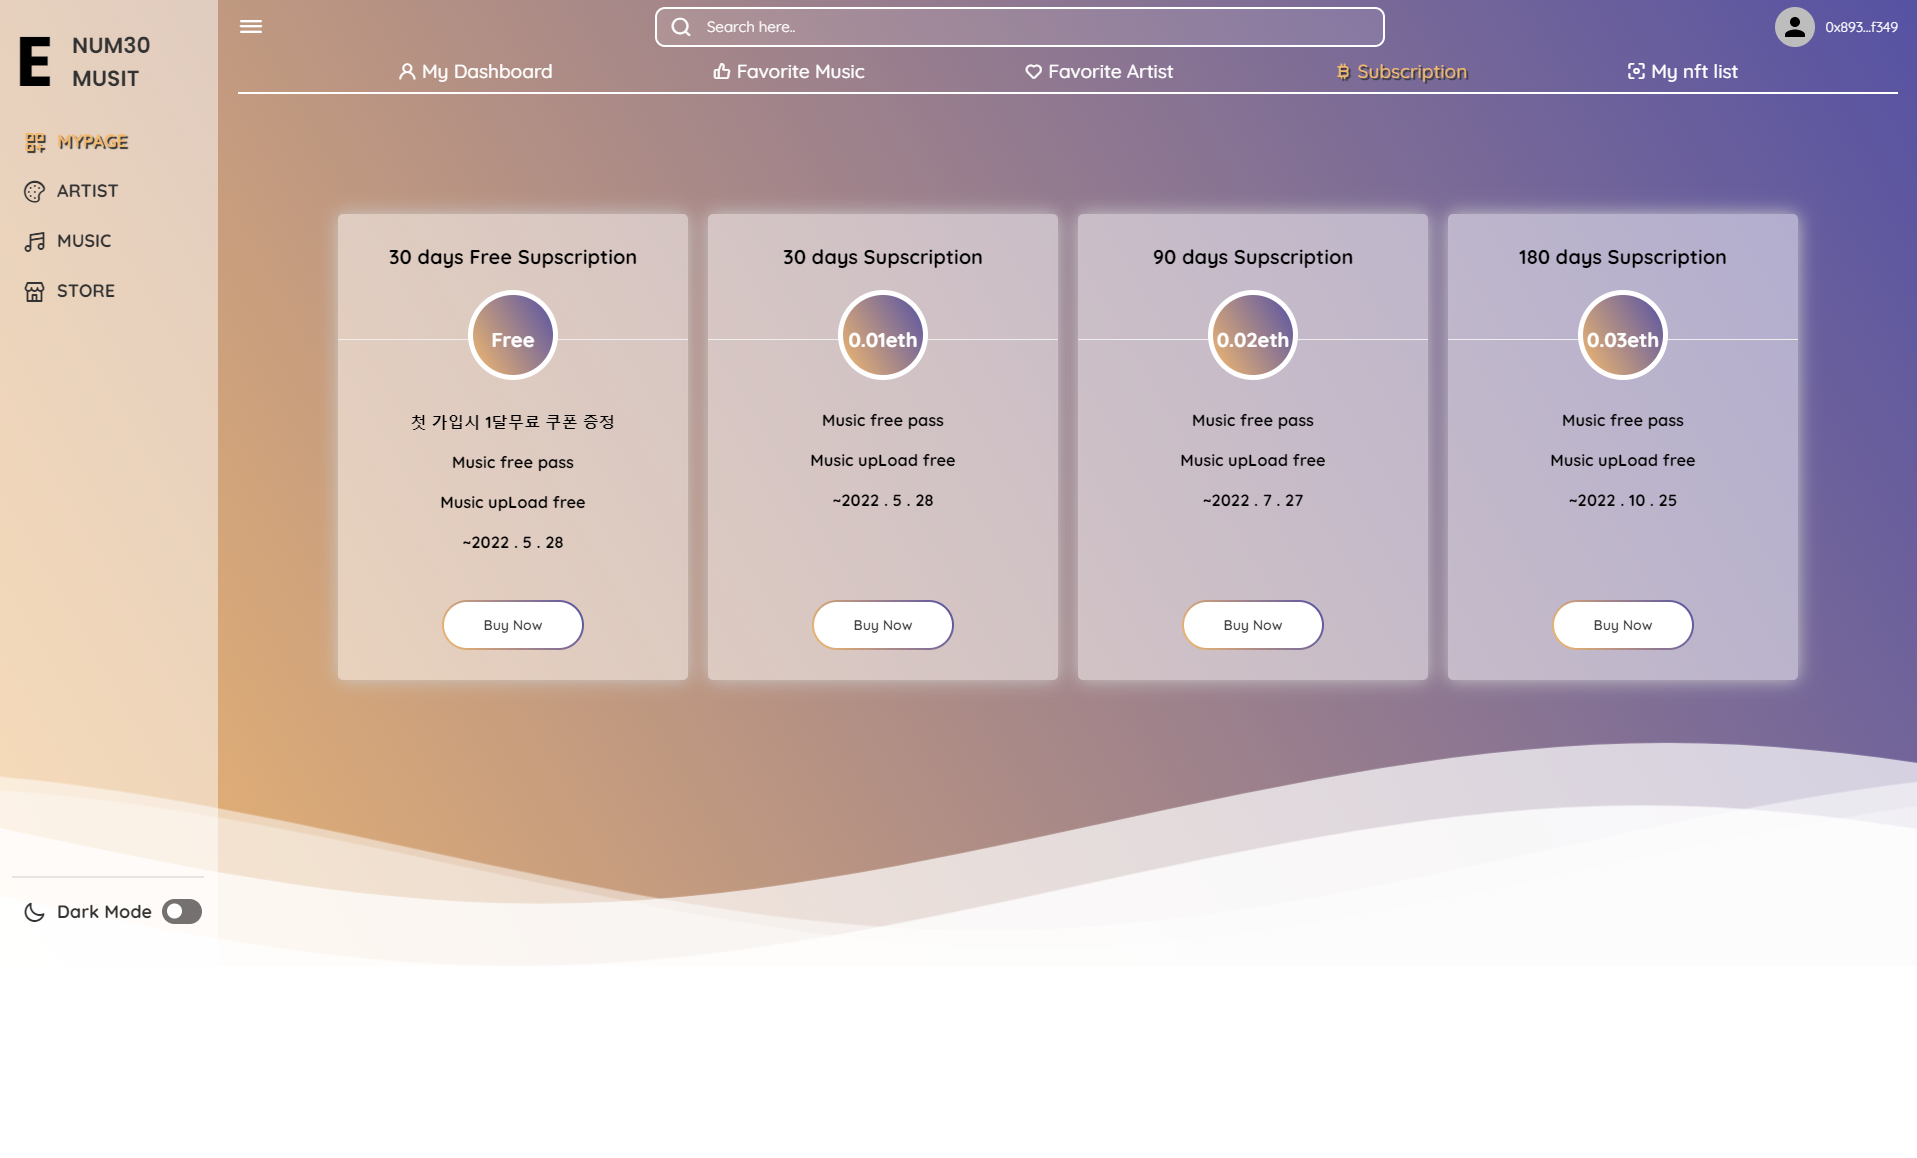 E
NUM30
MUSIT
MYPAGE
ARTIST
MUSIC
STORE
Dark Mode
Search here..
0x893...f349
My Dashboard
Favorite Music
Favorite Artist
Subscription
My nft list
30 days Free Supscription
Free
첫 가입시 1달무료 쿠폰 증정
Music free pass
Music upLoad free
~2022 . 5 . 28
Buy Now
30 days Supscription
0.01eth
Music free pass
Music upLoad free
~2022 . 5 . 28
Buy Now
90 days Supscription
0.02eth
Music free pass
Music upLoad free
~2022 . 7 . 27
Buy Now
180 days Supscription
0.03eth
Music free pass
Music upLoad free
~2022 . 10 . 25
Buy Now